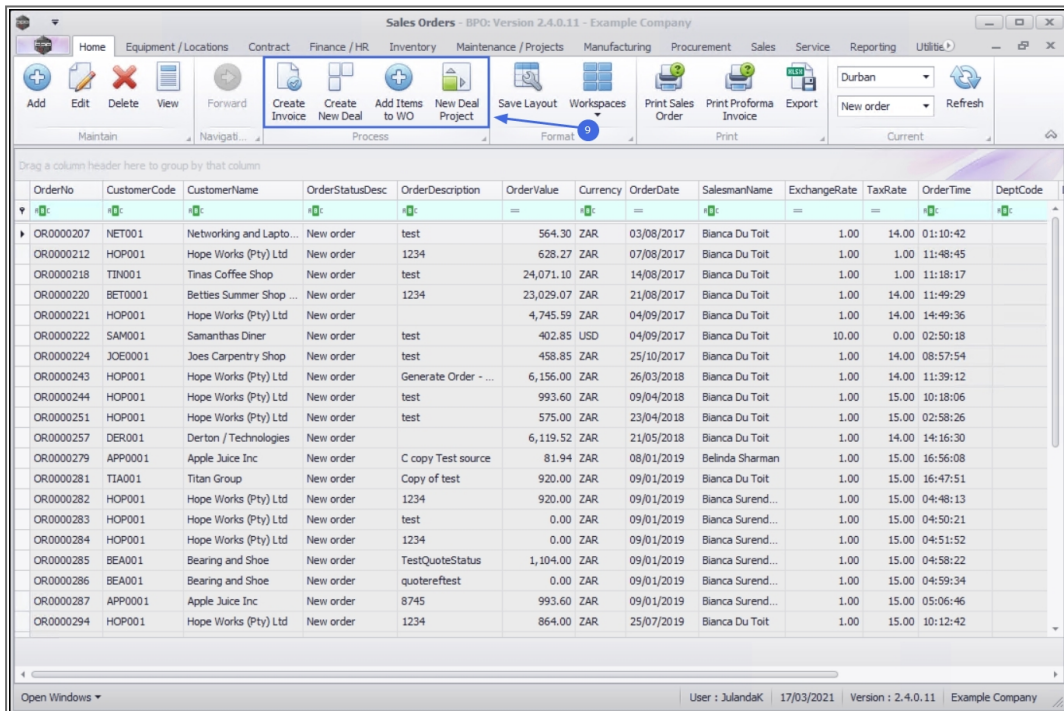 Sales Orders - BPO: Version 2.4.0.11 - Example Company
Home Equipment / Locations Contract Finance / HR Inventory Maintenance / Projects Manufacturing Procurement Sales Service Reporting Utilitie
Add Edit Delete View Forward Create Invoice Create New Deal Add Items to WO New Deal Project Save Layout Workspaces Print Sales Order Print Proforma Invoice Export Durban New order Refresh
Maintain Navigati... Process Format 9 Print Current
Drag a column header here to group by that column
OrderNo CustomerCode CustomerName OrderStatusDesc OrderDescription OrderValue Currency OrderDate SalesmanName ExchangeRate TaxRate OrderTime DeptCode
OR0000207 NET001 Networking and Lapto... New order test 564.30 ZAR 03/08/2017 Bianca Du Toit 1.00 14.00 01:10:42
OR0000212 HOP001 Hope Works (Pty) Ltd New order 1234 628.27 ZAR 07/08/2017 Bianca Du Toit 1.00 1.00 11:48:45
OR0000218 TIN001 Tinas Coffee Shop New order test 24,071.10 ZAR 14/08/2017 Bianca Du Toit 1.00 1.00 11:18:17
OR0000220 BET0001 Betties Summer Shop ... New order 1234 23,029.07 ZAR 21/08/2017 Bianca Du Toit 1.00 14.00 11:49:29
OR0000221 HOP001 Hope Works (Pty) Ltd New order 4,745.59 ZAR 04/09/2017 Bianca Du Toit 1.00 14.00 14:49:36
OR0000222 SAM001 Samanthas Diner New order test 402.85 USD 04/09/2017 Bianca Du Toit 10.00 0.00 02:50:18
OR0000224 JOE0001 Joes Carpentry Shop New order test 458.85 ZAR 25/10/2017 Bianca Du Toit 1.00 14.00 08:57:54
OR0000243 HOP001 Hope Works (Pty) Ltd New order Generate Order - ... 6,156.00 ZAR 26/03/2018 Bianca Du Toit 1.00 14.00 11:39:12
OR0000244 HOP001 Hope Works (Pty) Ltd New order test 993.60 ZAR 09/04/2018 Bianca Du Toit 1.00 15.00 10:18:06
OR0000251 HOP001 Hope Works (Pty) Ltd New order test 575.00 ZAR 23/04/2018 Bianca Du Toit 1.00 15.00 02:58:26
OR0000257 DER001 Derton / Technologies New order 6,119.52 ZAR 21/05/2018 Bianca Du Toit 1.00 14.00 14:16:30
OR0000279 APP0001 Apple Juice Inc New order C copy Test source 81.94 ZAR 08/01/2019 Belinda Sharman 1.00 15.00 16:56:08
OR0000281 TIA001 Titan Group New order Copy of test 920.00 ZAR 09/01/2019 Bianca Du Toit 1.00 15.00 16:47:51
OR0000282 HOP001 Hope Works (Pty) Ltd New order 1234 920.00 ZAR 09/01/2019 Bianca Surend... 1.00 15.00 04:48:13
OR0000283 HOP001 Hope Works (Pty) Ltd New order test 0.00 ZAR 09/01/2019 Bianca Surend... 1.00 15.00 04:50:21
OR0000284 HOP001 Hope Works (Pty) Ltd New order 1234 0.00 ZAR 09/01/2019 Bianca Surend... 1.00 15.00 04:51:52
OR0000285 BEA001 Bearing and Shoe New order TestQuoteStatus 1,104.00 ZAR 09/01/2019 Bianca Surend... 1.00 15.00 04:58:22
OR0000286 BEA001 Bearing and Shoe New order quotereftest 0.00 ZAR 09/01/2019 Bianca Surend... 1.00 15.00 04:59:34
OR0000287 APP0001 Apple Juice Inc New order 8745 993.60 ZAR 09/01/2019 Bianca Surend... 1.00 15.00 05:06:46
OR0000294 HOP001 Hope Works (Pty) Ltd New order 1234 864.00 ZAR 25/07/2019 Bianca Du Toit 1.00 15.00 10:12:42
Open Windows User : JulandaK 17/03/2021 Version : 2.4.0.11 Example Company